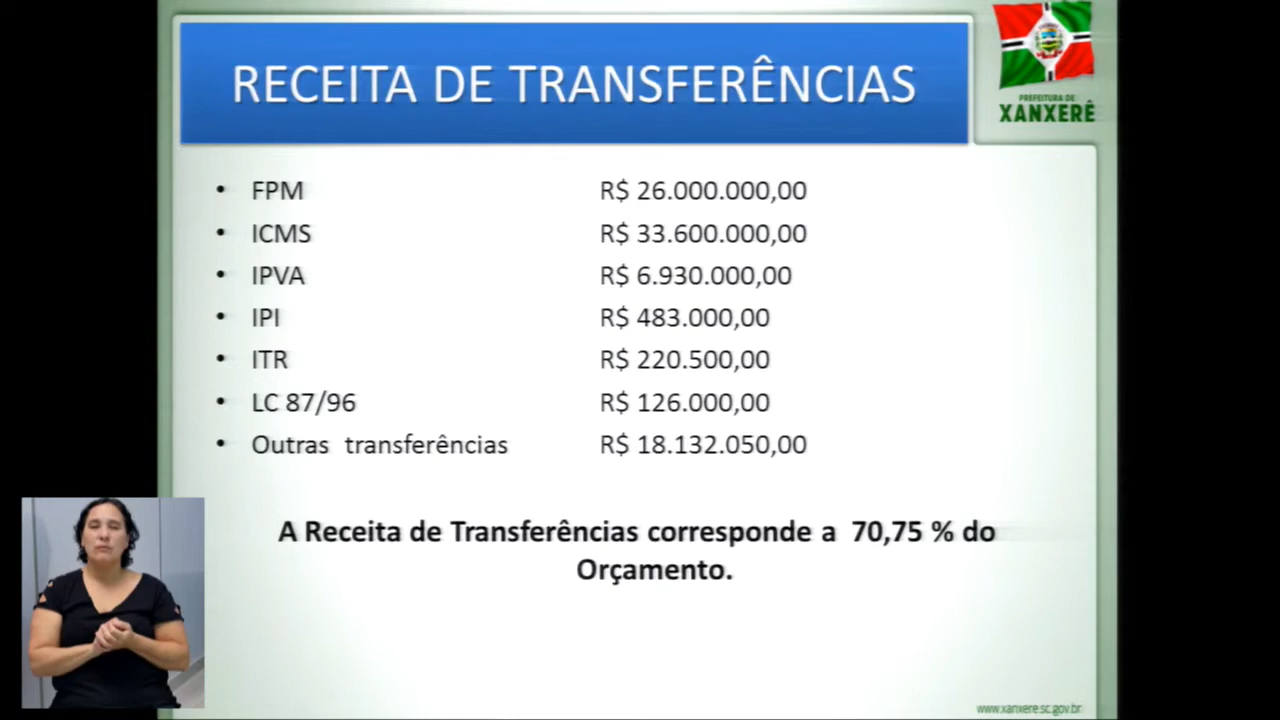 RECEITA DE TRANSFERÊNCIAS
PREFEITURA DE
XANXERÊ
• FPM R$ 26.000.000,00
• ICMS R$ 33.600.000,00
• IPVA R$ 6.930.000,00
• IPI R$ 483.000,00
• ITR R$ 220.500,00
• LC 87/96 R$ 126.000,00
• Outras transferências R$ 18.132.050,00
A Receita de Transferências corresponde a 70,75 % do
Orçamento.
www.xanxere.sc.gov.br